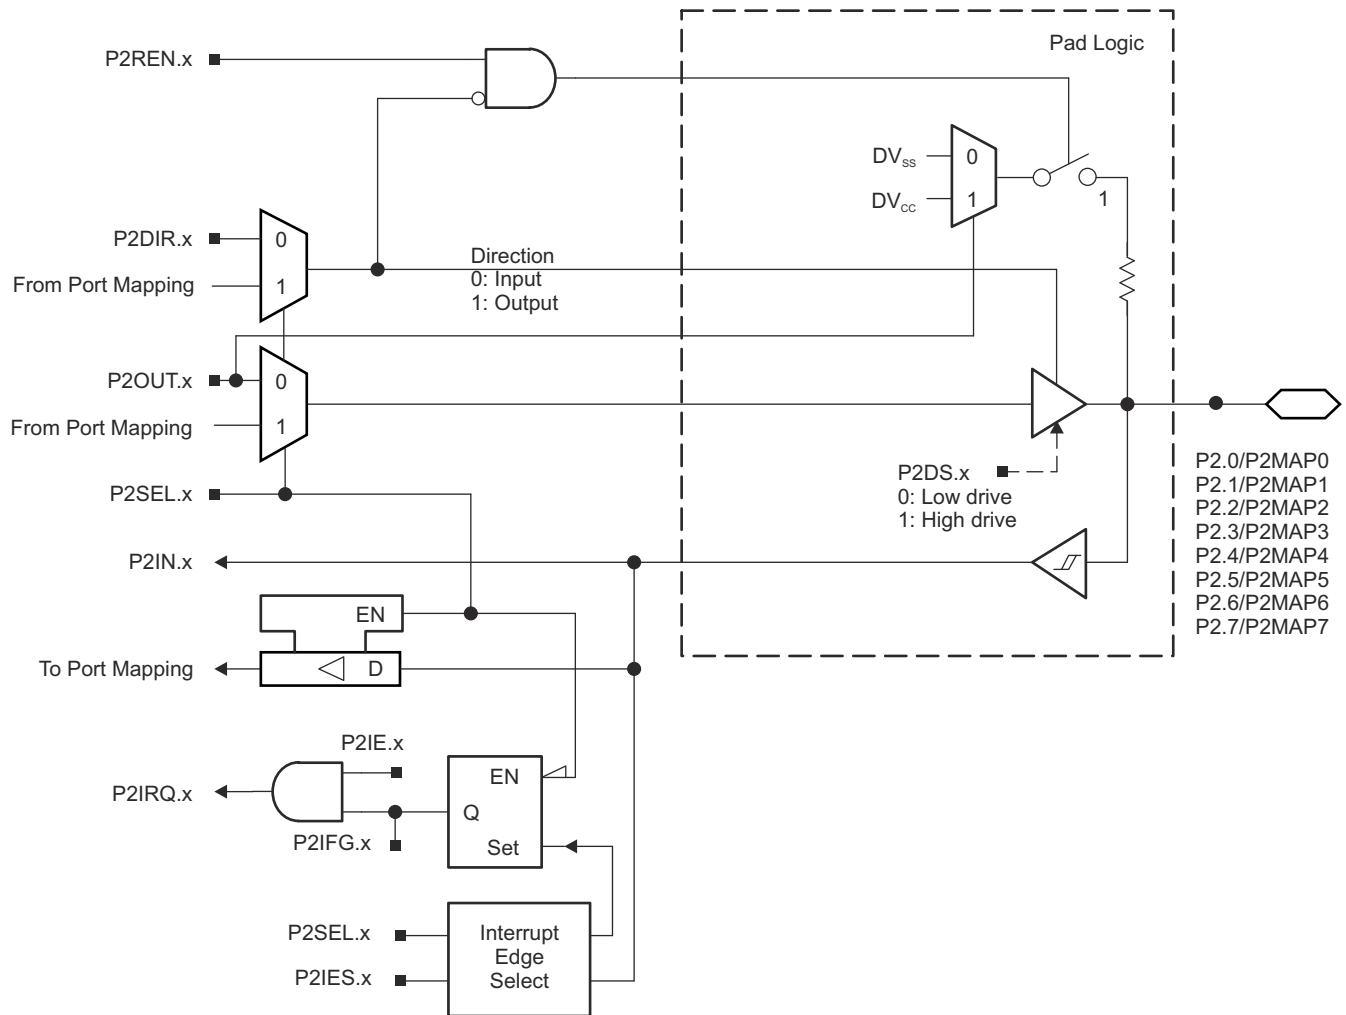 Pad Logic
P2REN.x
DVSS
0
DVCC
1
1
P2DIR.x
0
From Port Mapping
1
Direction
0: Input
1: Output
P2OUT.x
0
From Port Mapping
1
P2SEL.x
P2DS.x
0: Low drive
1: High drive
P2.0/P2MAP0
P2.1/P2MAP1
P2.2/P2MAP2
P2.3/P2MAP3
P2.4/P2MAP4
P2.5/P2MAP5
P2.6/P2MAP6
P2.7/P2MAP7
P2IN.x
EN
To Port Mapping
D
P2IE.x
P2IRQ.x
P2IFG.x
EN
Q
Set
P2SEL.x
P2IES.x
Interrupt
Edge
Select